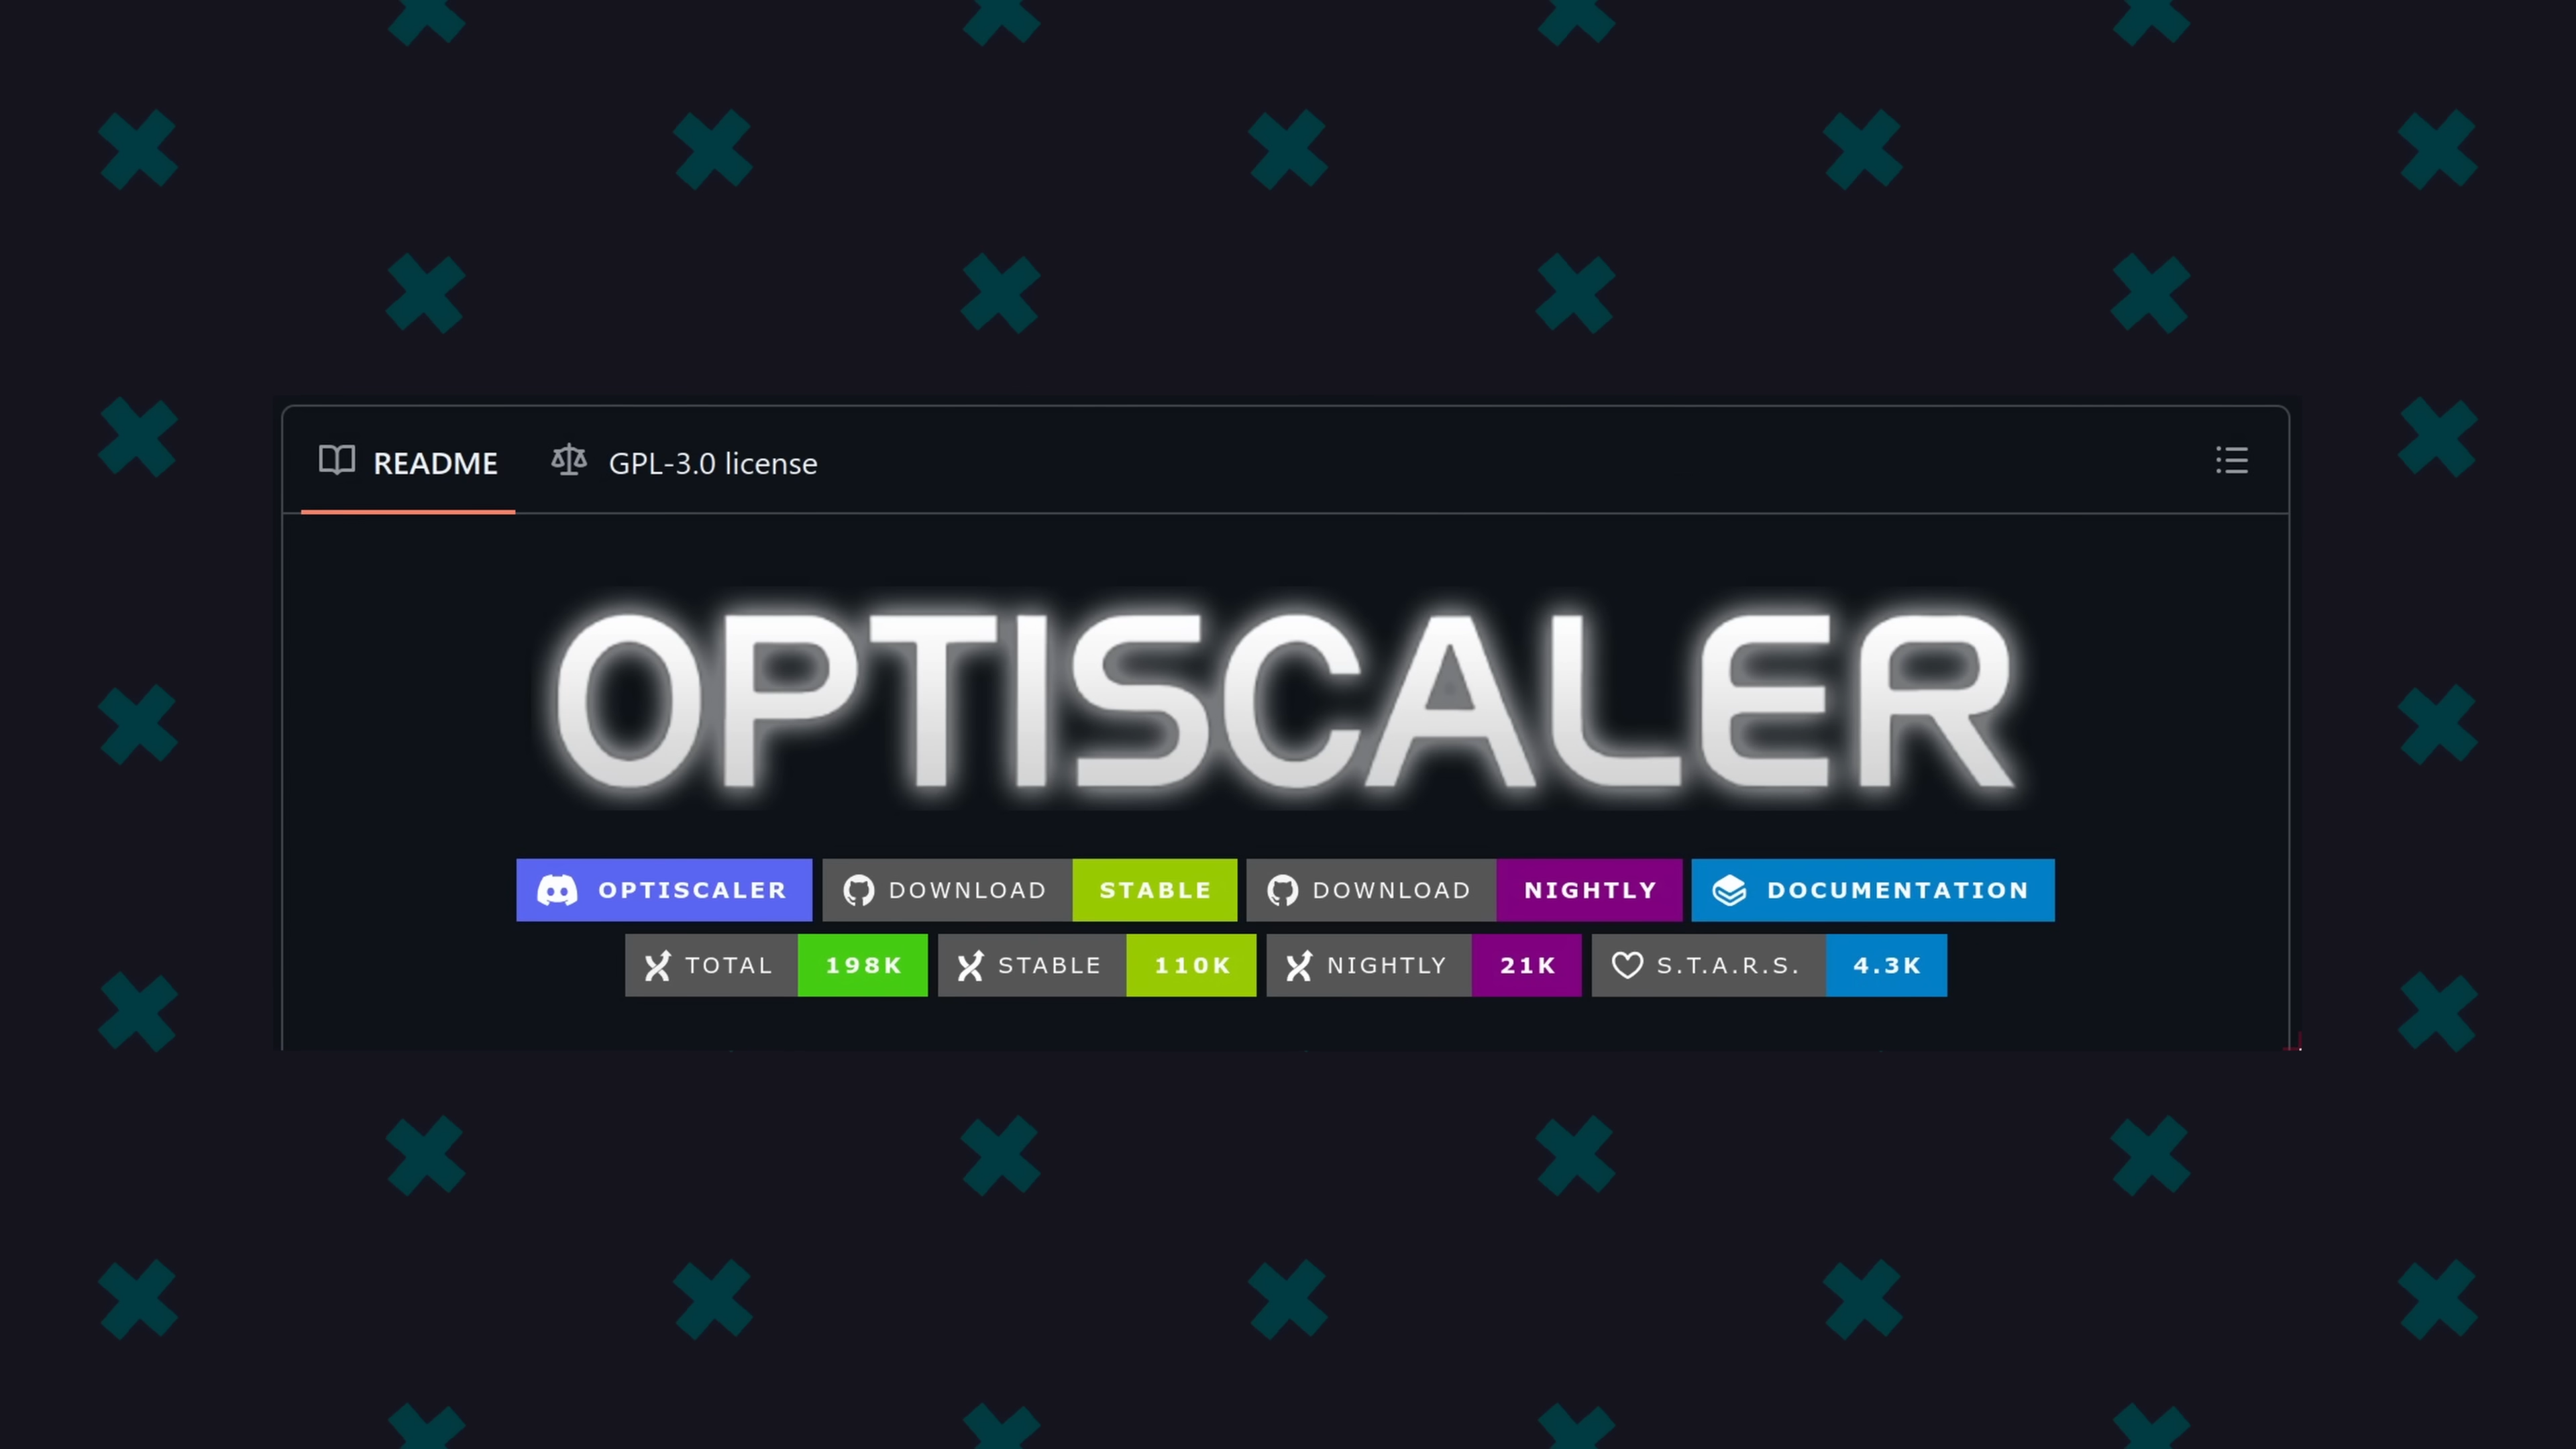 README GPL-3.0 license
OPTISCALER
OPTISCALER DOWNLOAD STABLE DOWNLOAD NIGHTLY DOCUMENTATION
TOTAL 198K STABLE 110K NIGHTLY 21K S.T.A.R.S. 4.3K